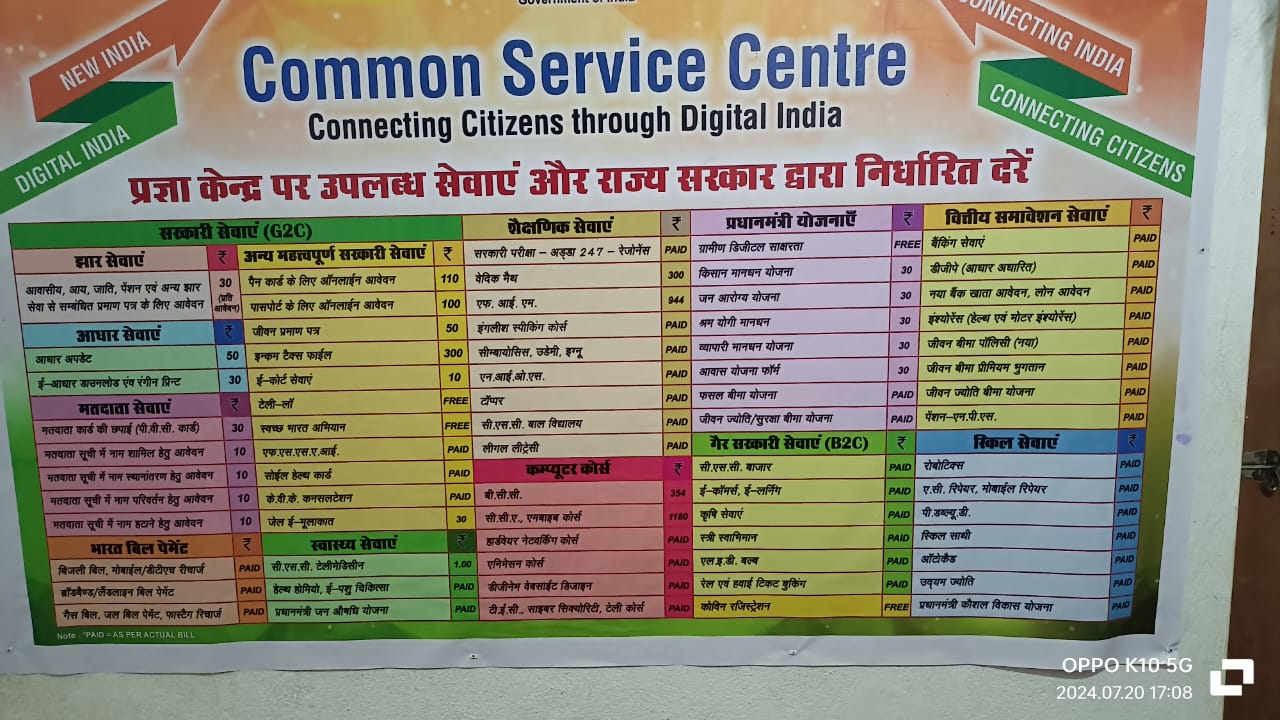 Government of India
NEW INDIA
DIGITAL INDIA
CONNECTING INDIA
CONNECTING CITIZENS
Common Service Centre
Connecting Citizens through Digital India
प्रज्ञा केन्द्र पर उपलब्ध सेवाएं और राज्य सरकार द्वारा निर्धारित दरें
सरकारी सेवाएं (G2C)
झार सेवाएं ₹
आवासीय, आय, जाति, पेंशन एवं अन्य झार
सेवा से सम्बंधित प्रमाण पत्र के लिए आवेदन
30
(प्रति
आवेदन)
आधार सेवाएं ₹
आधार अपडेट 50
ई–आधार डाउनलोड एंव रंगीन प्रिन्ट 30
मतदाता सेवाएं ₹
मतदाता कार्ड की छपाई (पी.वी.सी. कार्ड) 30
मतदाता सूची में नाम शामिल हेतु आवेदन 10
मतदाता सूची में नाम स्थानांतरण हेतु आवेदन 10
मतदाता सूची में नाम परिवर्तन हेतु आवेदन 10
मतदाता सूची में नाम हटाने हेतु आवेदन 10
भारत बिल पेमेंट ₹
बिजली बिल, मोबाईल/डीटीएच रीचार्ज PAID
ब्रॉडबैण्ड/लैंडलाइन बिल पेमेंट PAID
गैस बिल, जल बिल पेमेंट, फास्टैग रिचार्ज PAID
अन्य महत्त्वपूर्ण सरकारी सेवाएं ₹
पैन कार्ड के लिए ऑनलाईन आवेदन 110
पासपोर्ट के लिए ऑनलाईन आवेदन 100
जीवन प्रमाण पत्र 50
इन्कम टैक्स फाईल 300
ई–कोर्ट सेवाएं 10
टेली–लॉ FREE
स्वच्छ भारत अभियान FREE
एफ.एस.एस.ए.आई. PAID
सोईल हेल्थ कार्ड PAID
के.वी.के. कनसलटेशन PAID
जेल ई–मूलाकात 30
स्वास्थ्य सेवाएं ₹
सी.एस.सी. टेलीमेडिसीन 1.00
हेल्थ होमियो, ई–पशु चिकित्सा PAID
प्रधानमंत्री जन औषधि योजना PAID
शैक्षणिक सेवाएं ₹
सरकारी परीक्षा – अड्डा 247 – रेजोनेंस PAID
वेदिक मैथ 300
एफ. आई. एम. 944
इंगलीश स्पीकिंग कोर्स PAID
सीम्बायोसिस, उडेमी, इग्नू PAID
एन.आई.ओ.एस. PAID
टॉप्पर PAID
सी.एस.सी. बाल विद्यालय PAID
लीगल लीट्रेसी PAID
कम्प्यूटर कोर्स ₹
बी.सी.सी. 354
सी.सी.ए., एमबाइब कोर्स 1180
हार्डवेयर नेटवर्किंग कोर्स PAID
एनिमेसन कोर्स PAID
डीजीनेम वेबसाईट डिजाइन PAID
टी.ई.सी., साइबर सिक्योरिटी, टेली कोर्स PAID
प्रधानमंत्री योजनाएँ ₹
ग्रामीण डिजीटल साक्षरता FREE
किसान मानधन योजना 30
जन आरोग्य योजना 30
श्रम योगी मानधन 30
व्यापारी मानधन योजना 30
आवास योजना फॉर्म 30
फसल बीमा योजना PAID
जीवन ज्योति/सुरक्षा बीमा योजना PAID
गैर सरकारी सेवाएं (B2C) ₹
सी.एस.सी. बाजार PAID
ई–कॉमर्स, ई–लर्निंग PAID
कृषि सेवाएं PAID
स्त्री स्वाभिमान PAID
एल.इ.डी. बल्ब PAID
रेल एवं हवाई टिकट बुकिंग PAID
कोविन रजिस्ट्रेशन FREE
वित्तीय समावेशन सेवाएं ₹
बैंकिंग सेवाएं PAID
डीजीपे (आधार अधारित) PAID
नया बैंक खाता आवेदन, लोन आवेदन PAID
इंश्योरेंस (हेल्थ एवं मोटर इंश्योरेंस) PAID
जीवन बीमा पॉलिसी (नया) PAID
जीवन बीमा प्रीमियम भुगतान PAID
जीवन ज्योति बीमा योजना PAID
पेंशन–एन.पी.एस. PAID
स्किल सेवाएं ₹
रोबोटिक्स PAID
ए.सी. रिपेयर, मोबाईल रिपेयर PAID
पी.डब्ल्यू.डी. PAID
स्किल साथी PAID
ऑटोकैड PAID
उद्यम ज्योति PAID
प्रधानमंत्री कौशल विकास योजना PAID
Note : *PAID = AS PER ACTUAL BILL
OPPO K10 5G
2024.07.20 17:08